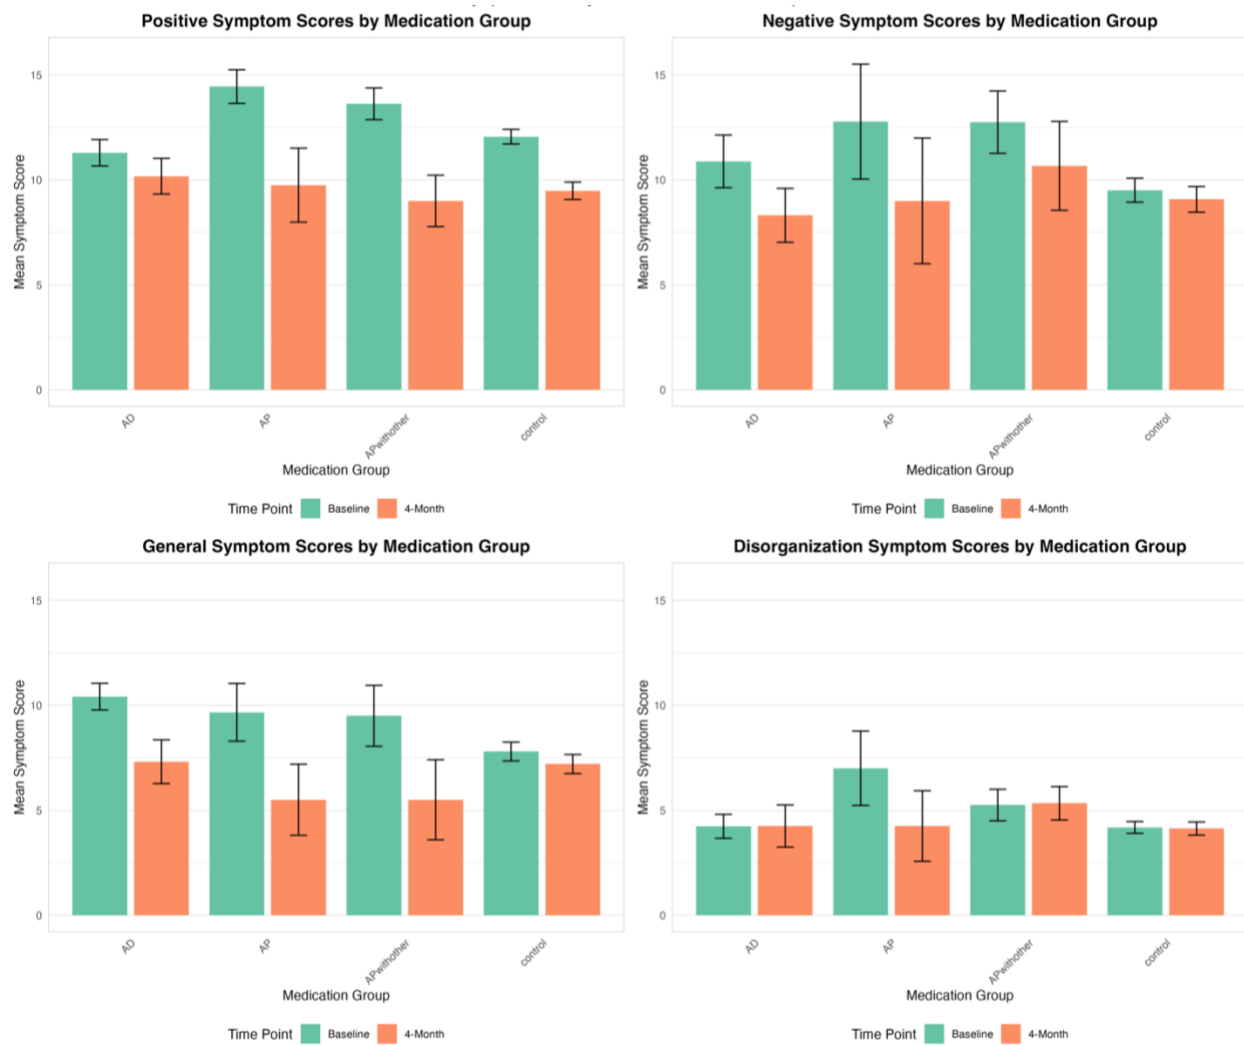 Positive Symptom Scores by Medication Group
Mean Symptom Score
15
10
5
0
AD
AP
APwithother
control
Medication Group
Time Point Baseline 4-Month
Negative Symptom Scores by Medication Group
Mean Symptom Score
15
10
5
0
AD
AP
APwithother
control
Medication Group
Time Point Baseline 4-Month
General Symptom Scores by Medication Group
Mean Symptom Score
15
10
5
0
AD
AP
APwithother
control
Medication Group
Time Point Baseline 4-Month
Disorganization Symptom Scores by Medication Group
Mean Symptom Score
15
10
5
0
AD
AP
APwithother
control
Medication Group
Time Point Baseline 4-Month